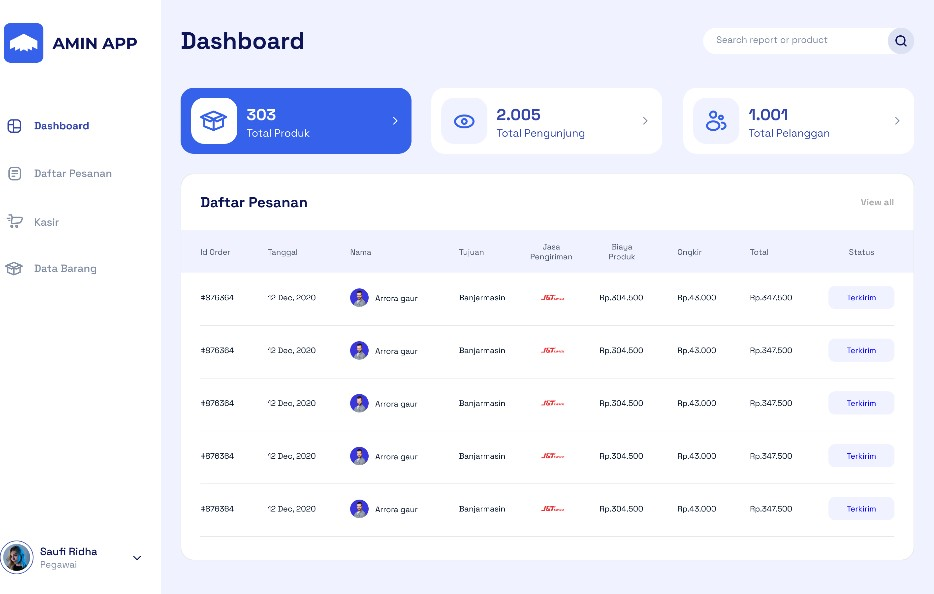 AMIN APP
Dashboard
Daftar Pesanan
Kasir
Data Barang
Saufi Ridha
Pegawai
Dashboard
Search report or product
303
Total Produk
2.005
Total Pengunjung
1.001
Total Pelanggan
Daftar Pesanan
View all
Id Order Tanggal Nama Tujuan Jasa Pengiriman Biaya Produk Ongkir Total Status
#876364 12 Dec, 2020 Arrora gaur Banjarmasin J&T Rp.304.500 Rp.43.000 Rp.347.500 Terkirim
#876364 12 Dec, 2020 Arrora gaur Banjarmasin J&T Rp.304.500 Rp.43.000 Rp.347.500 Terkirim
#876364 12 Dec, 2020 Arrora gaur Banjarmasin J&T Rp.304.500 Rp.43.000 Rp.347.500 Terkirim
#876364 12 Dec, 2020 Arrora gaur Banjarmasin J&T Rp.304.500 Rp.43.000 Rp.347.500 Terkirim
#876364 12 Dec, 2020 Arrora gaur Banjarmasin J&T Rp.304.500 Rp.43.000 Rp.347.500 Terkirim